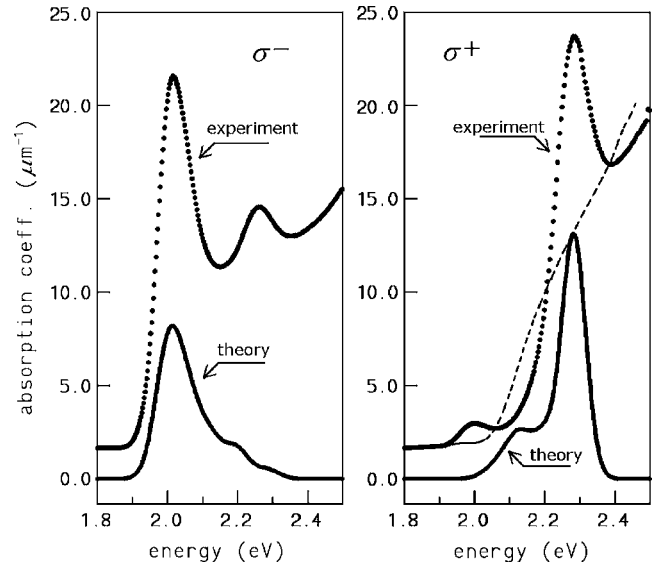 25.0
20.0
15.0
10.0
5.0
0.0
absorption coeff. (μm⁻¹)
σ−
experiment
theory
1.8 2.0 2.2 2.4
energy (eV)
25.0
20.0
15.0
10.0
5.0
0.0
σ+
experiment
theory
1.8 2.0 2.2 2.4
energy (eV)